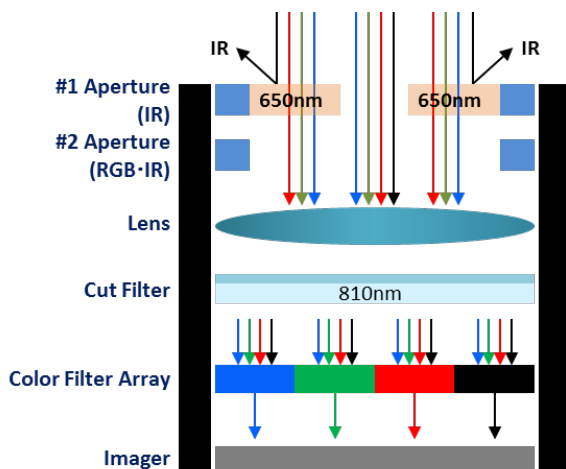 IR
IR
#1 Aperture
(IR)
650nm
650nm
#2 Aperture
(RGB·IR)
Lens
Cut Filter
810nm
Color Filter Array
Imager